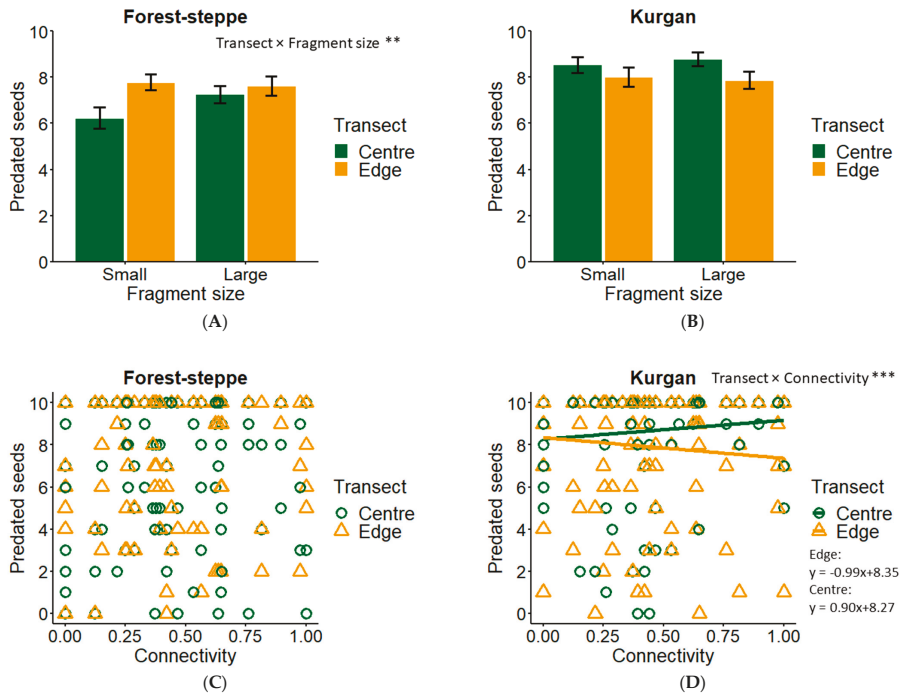 Forest-steppe
Transect × Fragment size **
Predated seeds
10
8
6
4
2
0
Small
Large
Fragment size
Transect
Centre
Edge
(A)
Kurgan
Predated seeds
10
8
6
4
2
0
Small
Large
Fragment size
Transect
Centre
Edge
(B)
Forest-steppe
Predated seeds
10
8
6
4
2
0
0.00
0.25
0.50
0.75
1.00
Connectivity
Transect
Centre
Edge
(C)
Kurgan
Transect × Connectivity ***
Predated seeds
10
8
6
4
2
0
0.00
0.25
0.50
0.75
1.00
Connectivity
Transect
Centre
Edge
Edge:
y = -0.99x+8.35
Centre:
y = 0.90x+8.27
(D)